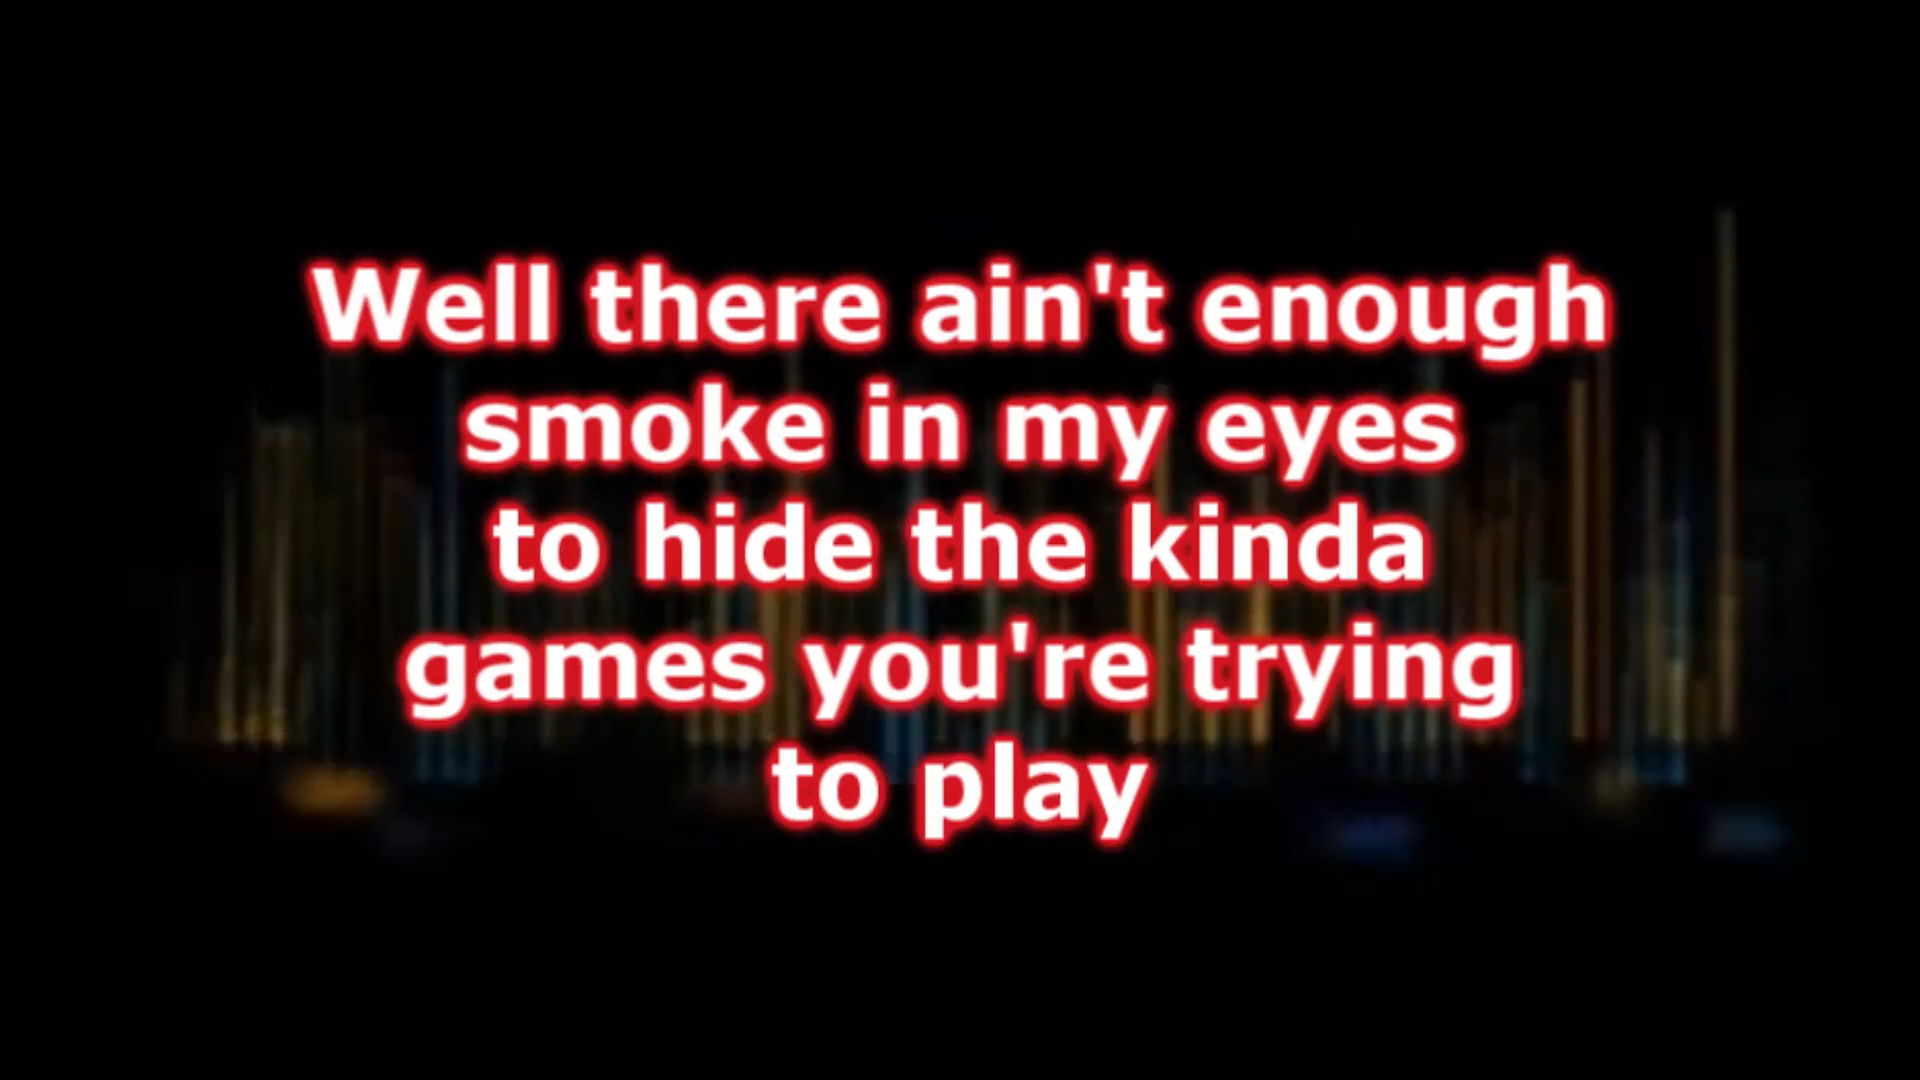 Well there ain't enough
smoke in my eyes
to hide the kinda
games you're trying
to play